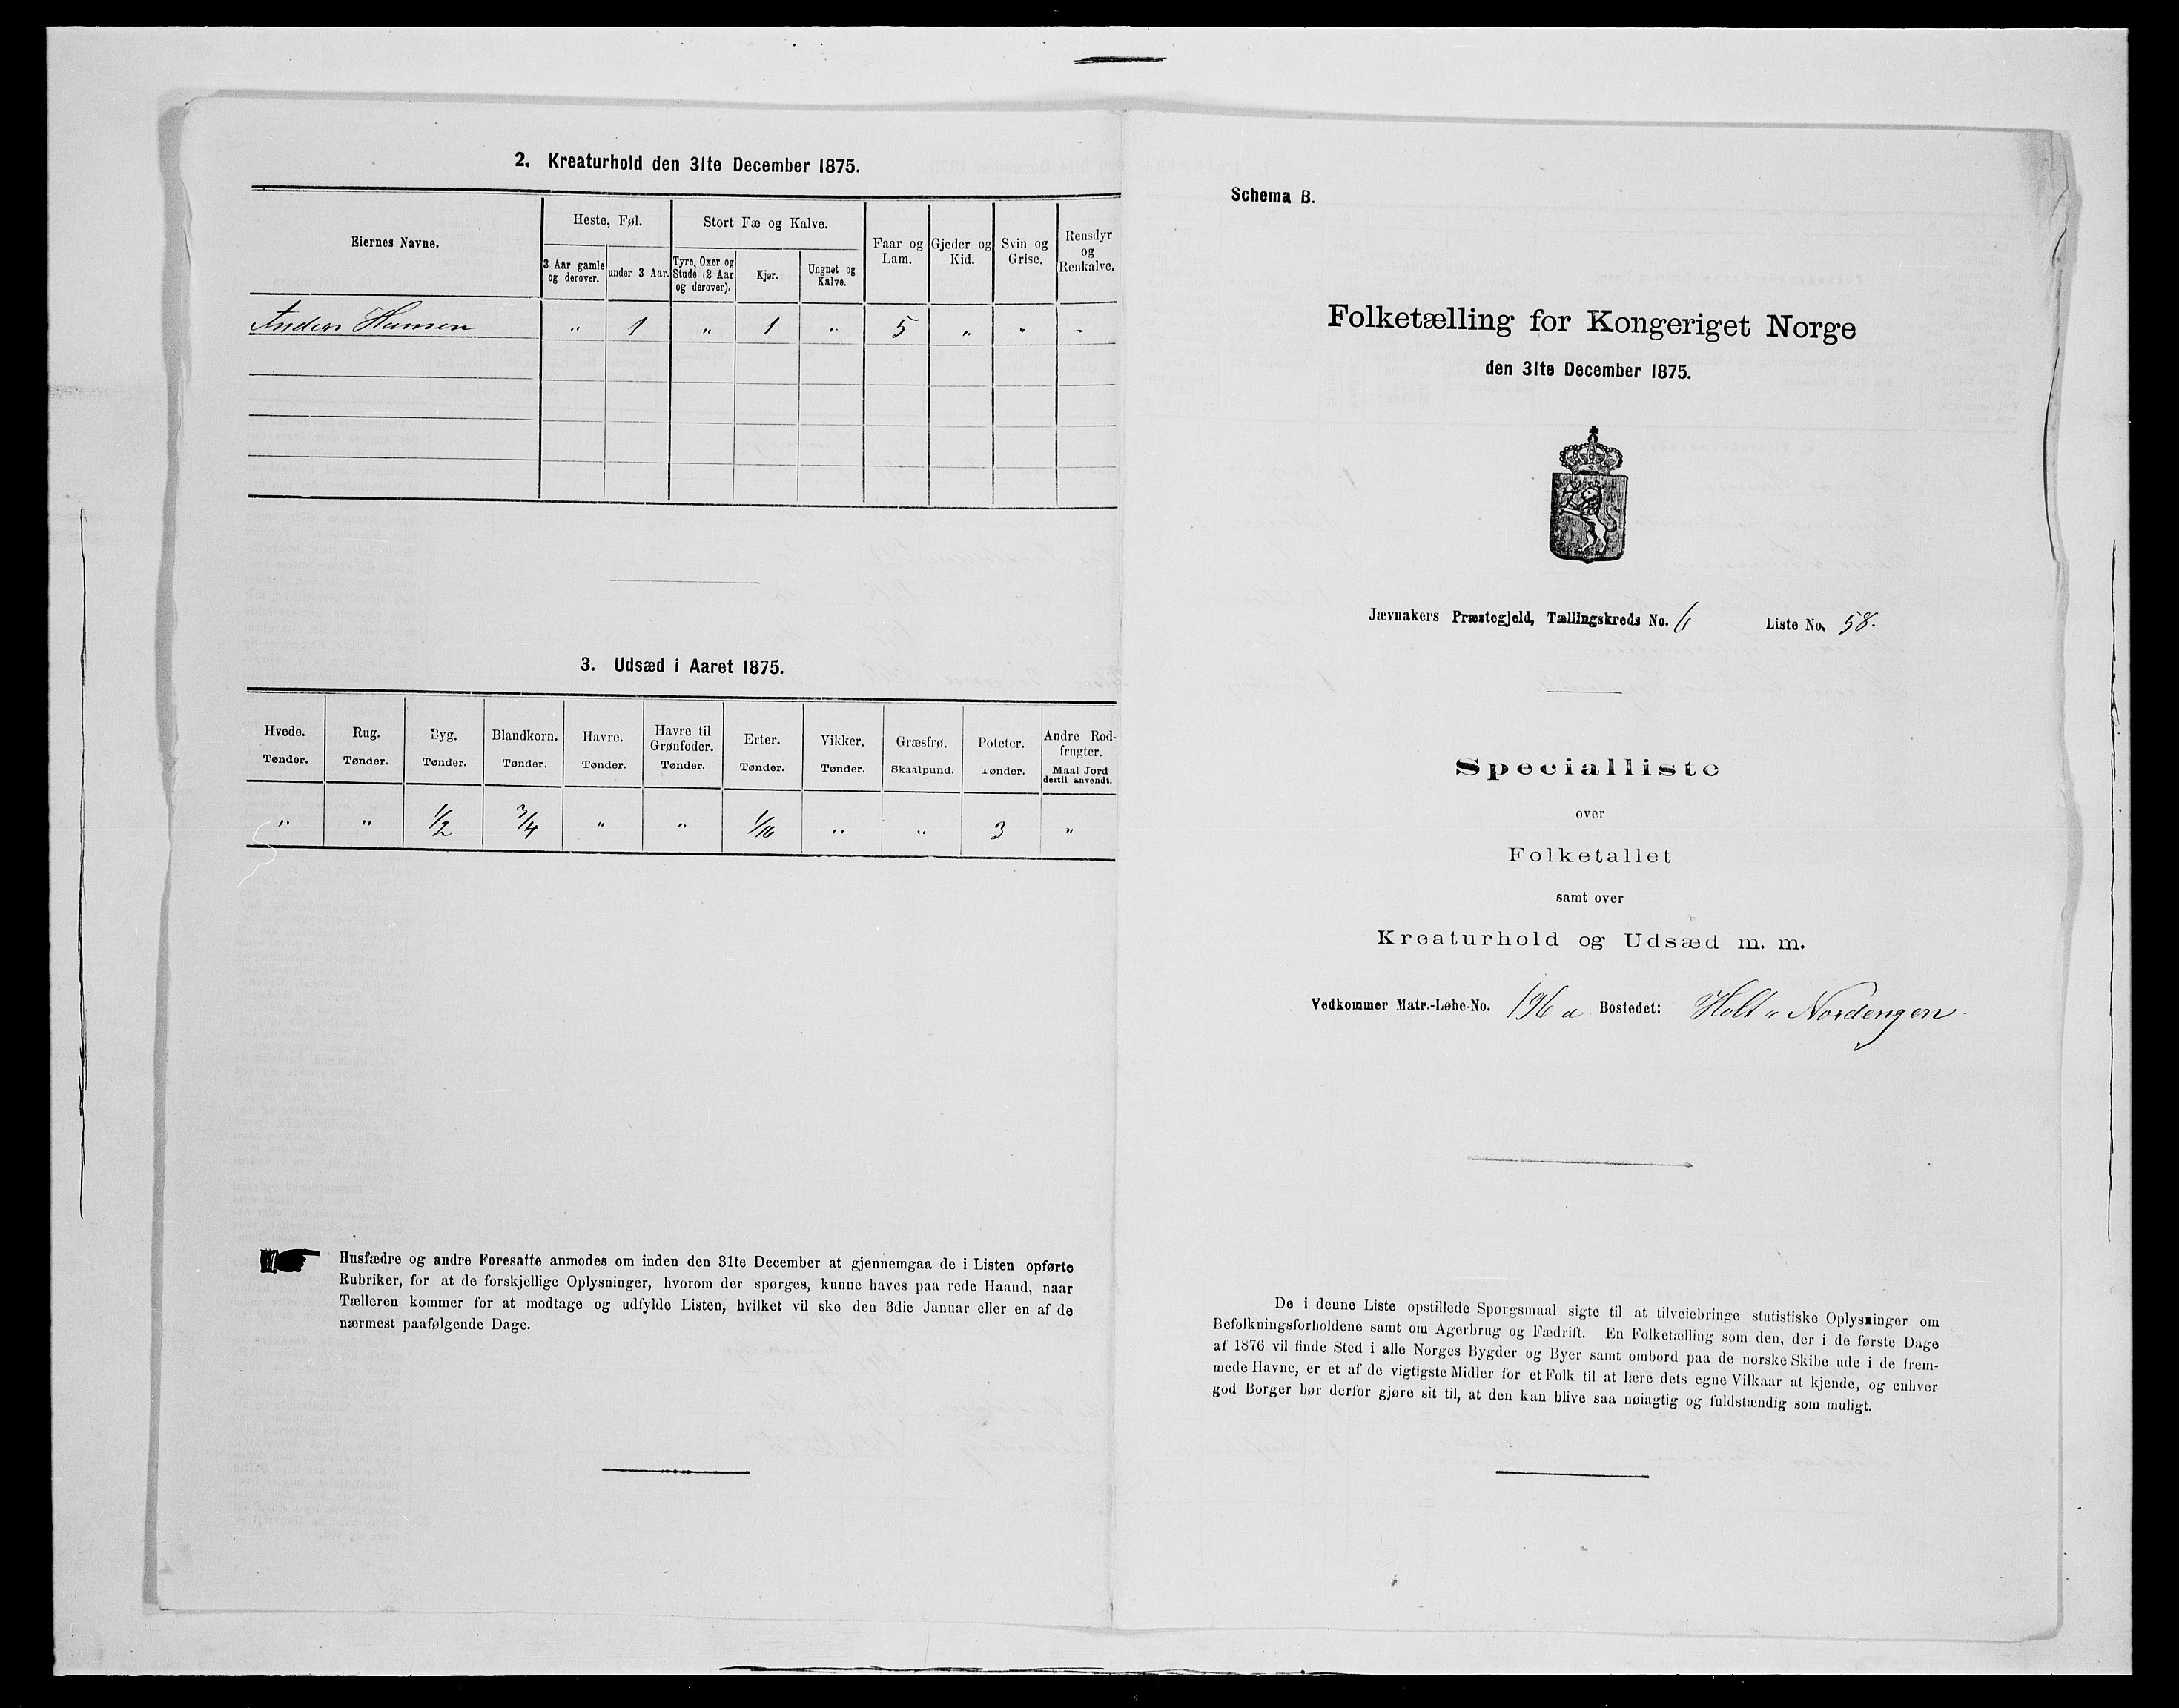 2. Kreaturhold den 31te December 1875.
Eiernes Navne.
Heste, Føl.
Stort Fæ og Kalve.
Faar og Lam.
Gjeder og Kid.
Svin og Grise.
Rensdyr og Renkalve.
3 Aar gamle og derover.
under 3 Aar.
Tyre, Oxer og Stude (2 Aar og derover).
Kjør.
Ungnøt og Kalve.
Anders Hansen " 1 " 1 " 5 " " "
3. Udsæd i Aaret 1875.
Hvede. Rug. Byg. Blandkorn. Havre. Havre til Grønfoder. Erter. Vikker. Græsfrø. Poteter. Andre Rodfrugter.
Tønder. Tønder. Tønder. Tønder. Tønder. Tønder. Tønder. Tønder. Skaalpund. Tønder. Maal Jord dertil anvendt.
" " 1/2 3/4 " " 1/16 " " 3 "
Husfædre og andre Foresatte anmodes om inden den 31te December at gjennemgaa de i Listen opførte
Rubriker, for at de forskjellige Oplysninger, hvorom der spørges, kunne haves paa rede Haand, naar
Tælleren kommer for at modtage og udfylde Listen, hvilket vil ske den 3die Januar eller en af de
nærmest paafølgende Dage.
Schema B.
Folketælling for Kongeriget Norge
den 31te December 1875.
Jævnakers Præstegjeld, Tællingskreds No. 6 Liste No. 58.
Specialliste
over
Folketallet
samt over
Kreaturhold og Udsæd m. m.
Vedkommer Matr.-Løbe-No. 196 a Bostedet: Holt " Nordengen.
De i denne Liste opstillede Spørgsmaal sigte til at tilveiebringe statistiske Oplysninger om
Befolkningsforholdene samt om Agerbrug og Fædrift. En Folketælling som den, der i de første Dage
af 1876 vil finde Sted i alle Norges Bygder og Byer samt ombord paa de norske Skibe ude i de frem-
mede Havne, er et af de vigtigste Midler for et Folk til at lære dets egne Vilkaar at kjende, og enhver
god Borger bør derfor gjøre sit til, at den kan blive saa nøiagtig og fuldstændig som muligt.